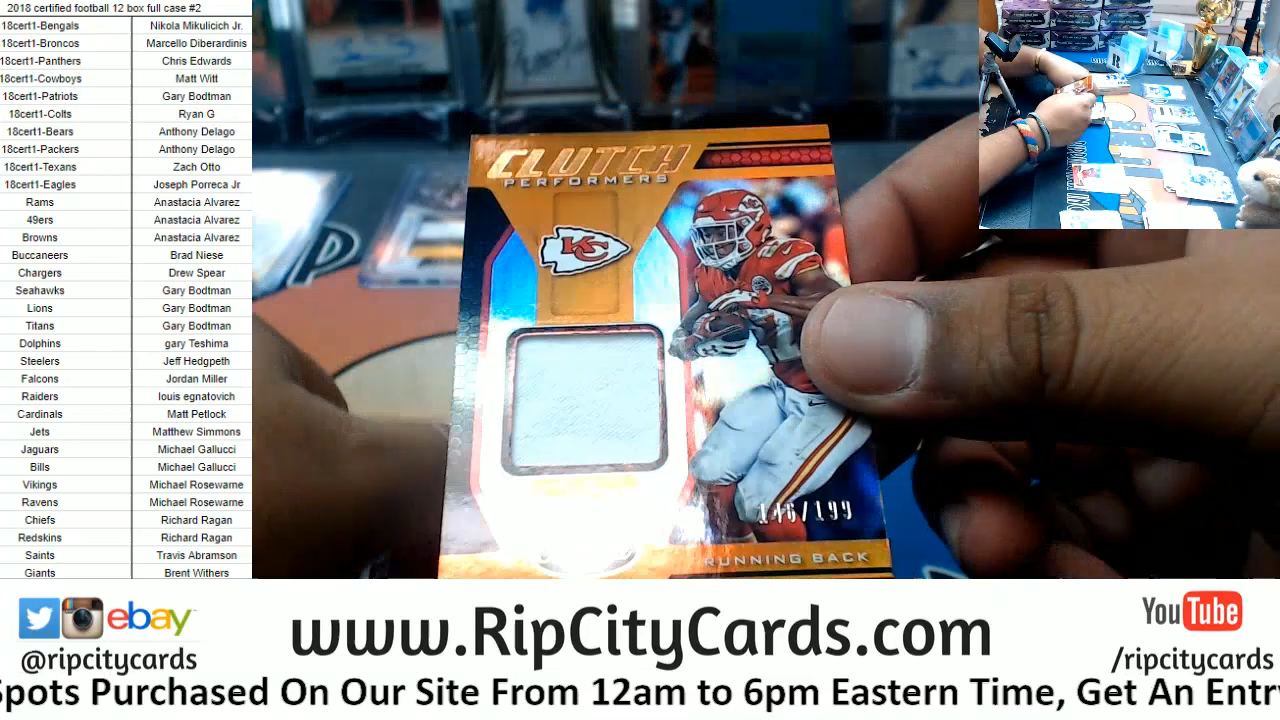 2018 certified football 12 box full case #2
18cert1-Bengals Nikola Mikulicich Jr.
18cert1-Broncos Marcello Diberardinis
18cert1-Panthers Chris Edwards
18cert1-Cowboys Matt Witt
18cert1-Patriots Gary Bodtman
18cert1-Colts Ryan G
18cert1-Bears Anthony Delago
18cert1-Packers Anthony Delago
18cert1-Texans Zach Otto
18cert1-Eagles Joseph Porreca Jr
Rams Anastacia Alvarez
49ers Anastacia Alvarez
Browns Anastacia Alvarez
Buccaneers Brad Niese
Chargers Drew Spear
Seahawks Gary Bodtman
Lions Gary Bodtman
Titans Gary Bodtman
Dolphins gary Teshima
Steelers Jeff Hedgpeth
Falcons Jordan Miller
Raiders louis egnatovich
Cardinals Matt Petlock
Jets Matthew Simmons
Jaguars Michael Gallucci
Bills Michael Gallucci
Vikings Michael Rosewarne
Ravens Michael Rosewarne
Chiefs Richard Ragan
Redskins Richard Ragan
Saints Travis Abramson
Giants Brent Withers
CLUTCH
PERFORMERS
KC
146/199
RUNNING BACK
ebay
@ripcitycards
www.RipCityCards.com
YouTube
/ripcitycards
Spots Purchased On Our Site From 12am to 6pm Eastern Time, Get An Entry